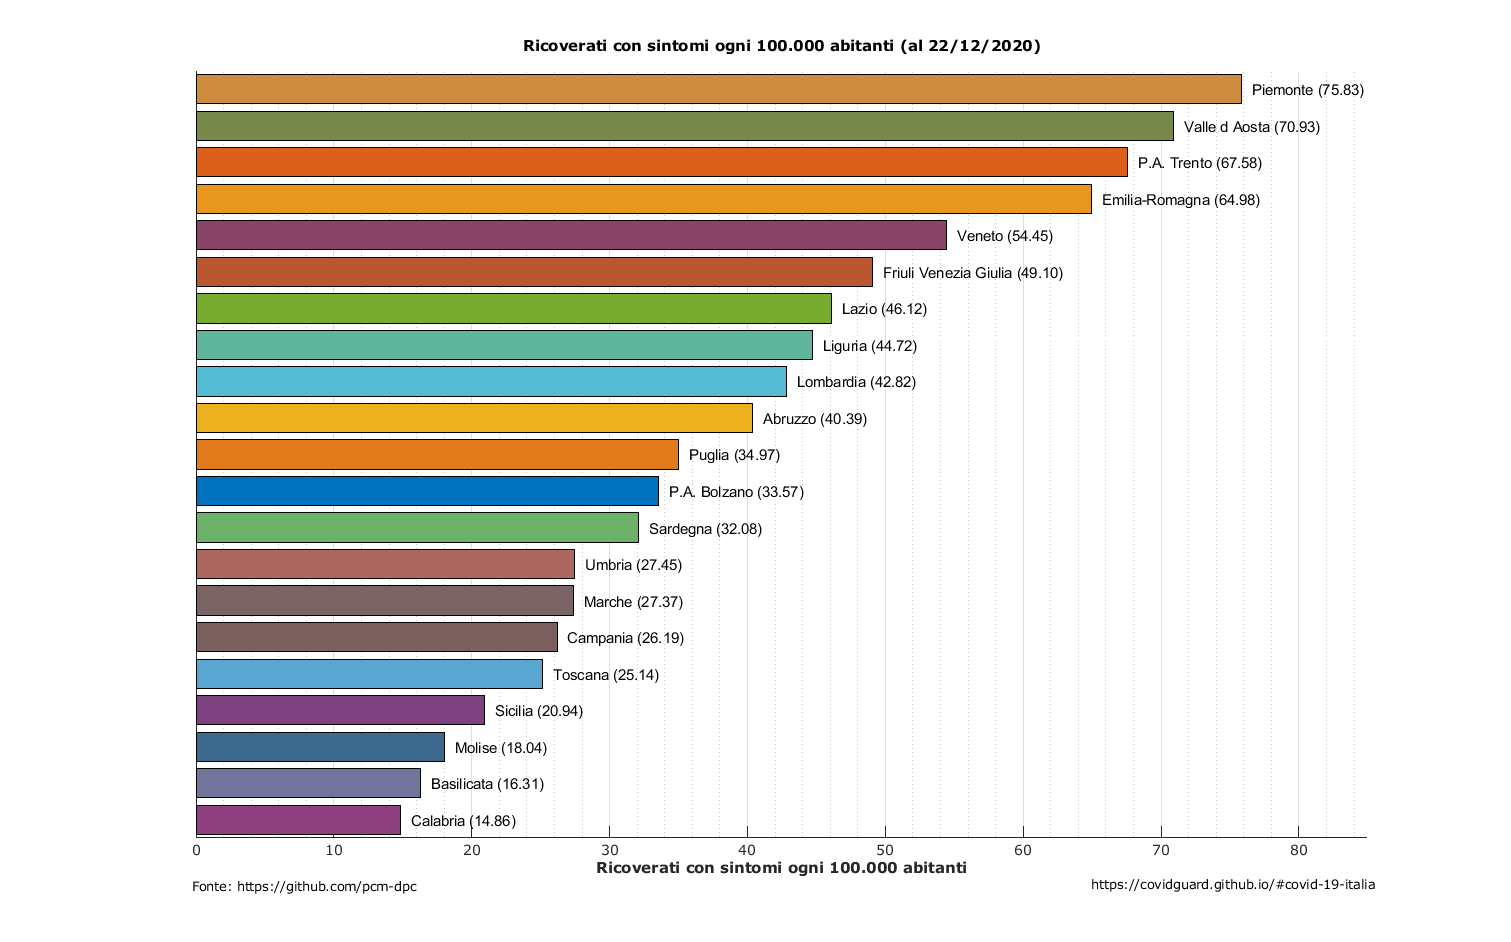 Ricoverati con sintomi ogni 100.000 abitanti (al 22/12/2020)
Piemonte (75.83)
Valle d Aosta (70.93)
P.A. Trento (67.58)
Emilia-Romagna (64.98)
Veneto (54.45)
Friuli Venezia Giulia (49.10)
Lazio (46.12)
Liguria (44.72)
Lombardia (42.82)
Abruzzo (40.39)
Puglia (34.97)
P.A. Bolzano (33.57)
Sardegna (32.08)
Umbria (27.45)
Marche (27.37)
Campania (26.19)
Toscana (25.14)
Sicilia (20.94)
Molise (18.04)
Basilicata (16.31)
Calabria (14.86)
0 10 20 30 40 50 60 70 80
Ricoverati con sintomi ogni 100.000 abitanti
Fonte: https://github.com/pcm-dpc
https://covidguard.github.io/#covid-19-italia